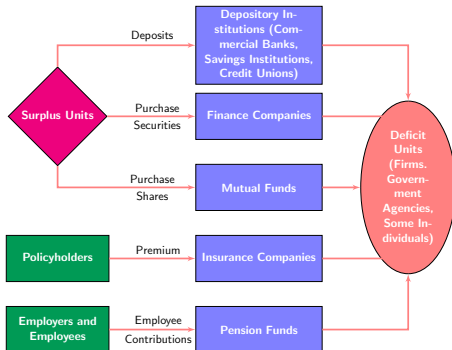 Deposits
Depository In-
stitutions (Com-
mercial Banks,
Savings Institutions,
Credit Unions)
Surplus Units
Purchase
Securities
Finance Companies
Purchase
Shares
Mutual Funds
Deficit
Units
(Firms.
Gover-
nment
Agencies,
Some In-
dividuals)
Policyholders
Premium
Insurance Companies
Employers and
Employees
Employee
Contributions
Pension Funds